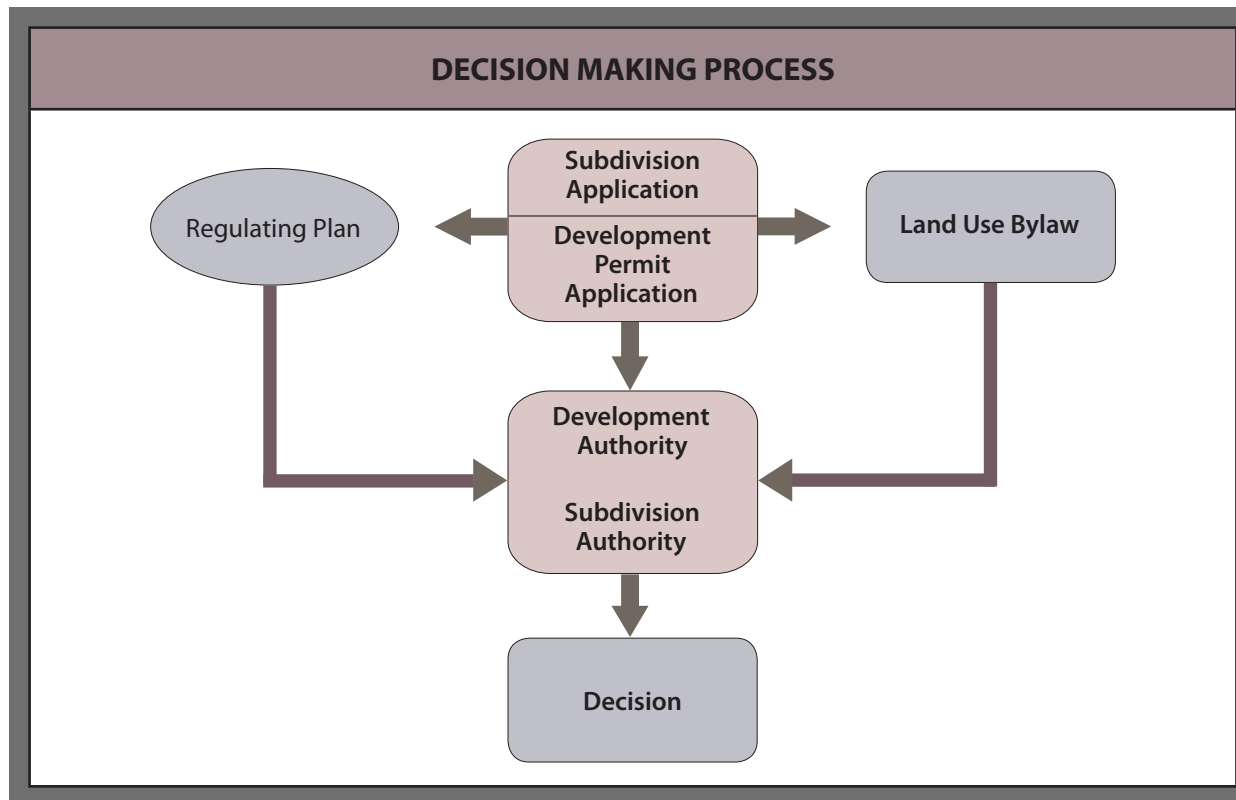 DECISION MAKING PROCESS
Subdivision
Application
Regulating Plan
Development
Permit
Application
Land Use Bylaw
Development
Authority
Subdivision
Authority
Decision